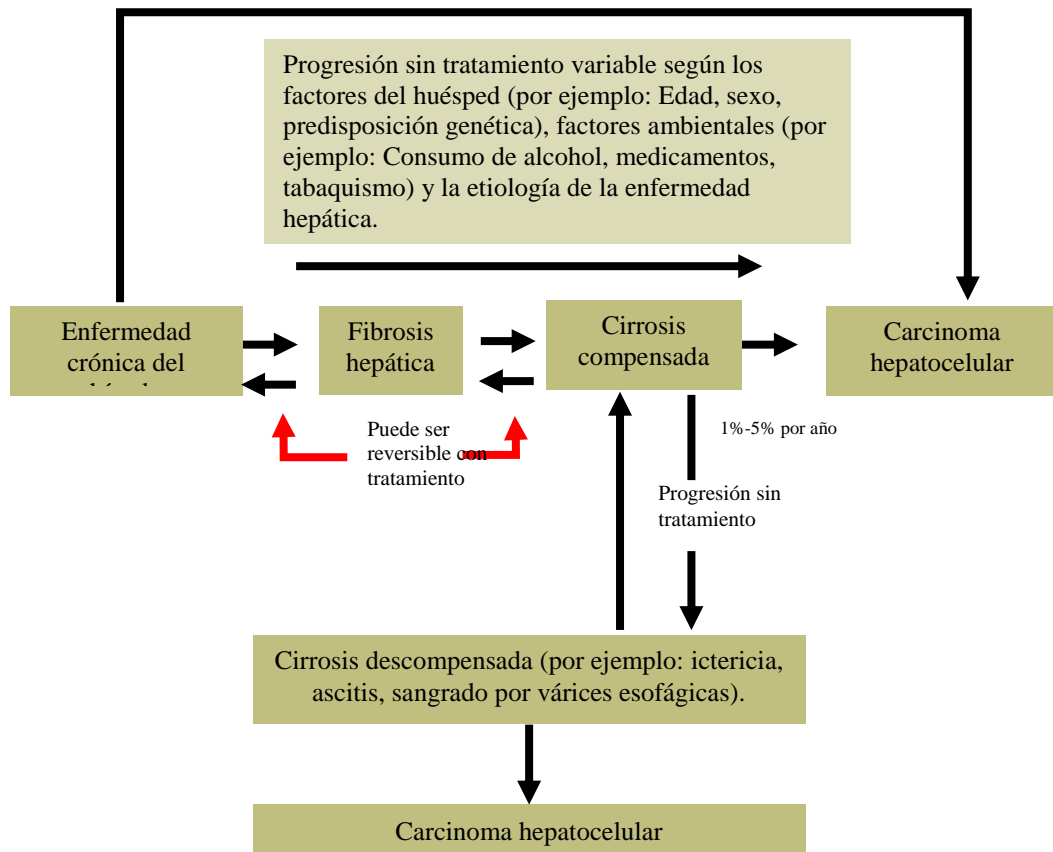 Progresión sin tratamiento variable según los
factores del huésped (por ejemplo: Edad, sexo,
predisposición genética), factores ambientales (por
ejemplo: Consumo de alcohol, medicamentos,
tabaquismo) y la etiología de la enfermedad
hepática.
Enfermedad
crónica del
Fibrosis
hepática
Cirrosis
compensada
Carcinoma
hepatocelular
Puede ser
reversible con
tratamiento
1%-5% por año
Progresión sin
tratamiento
Cirrosis descompensada (por ejemplo: ictericia,
ascitis, sangrado por várices esofágicas).
Carcinoma hepatocelular